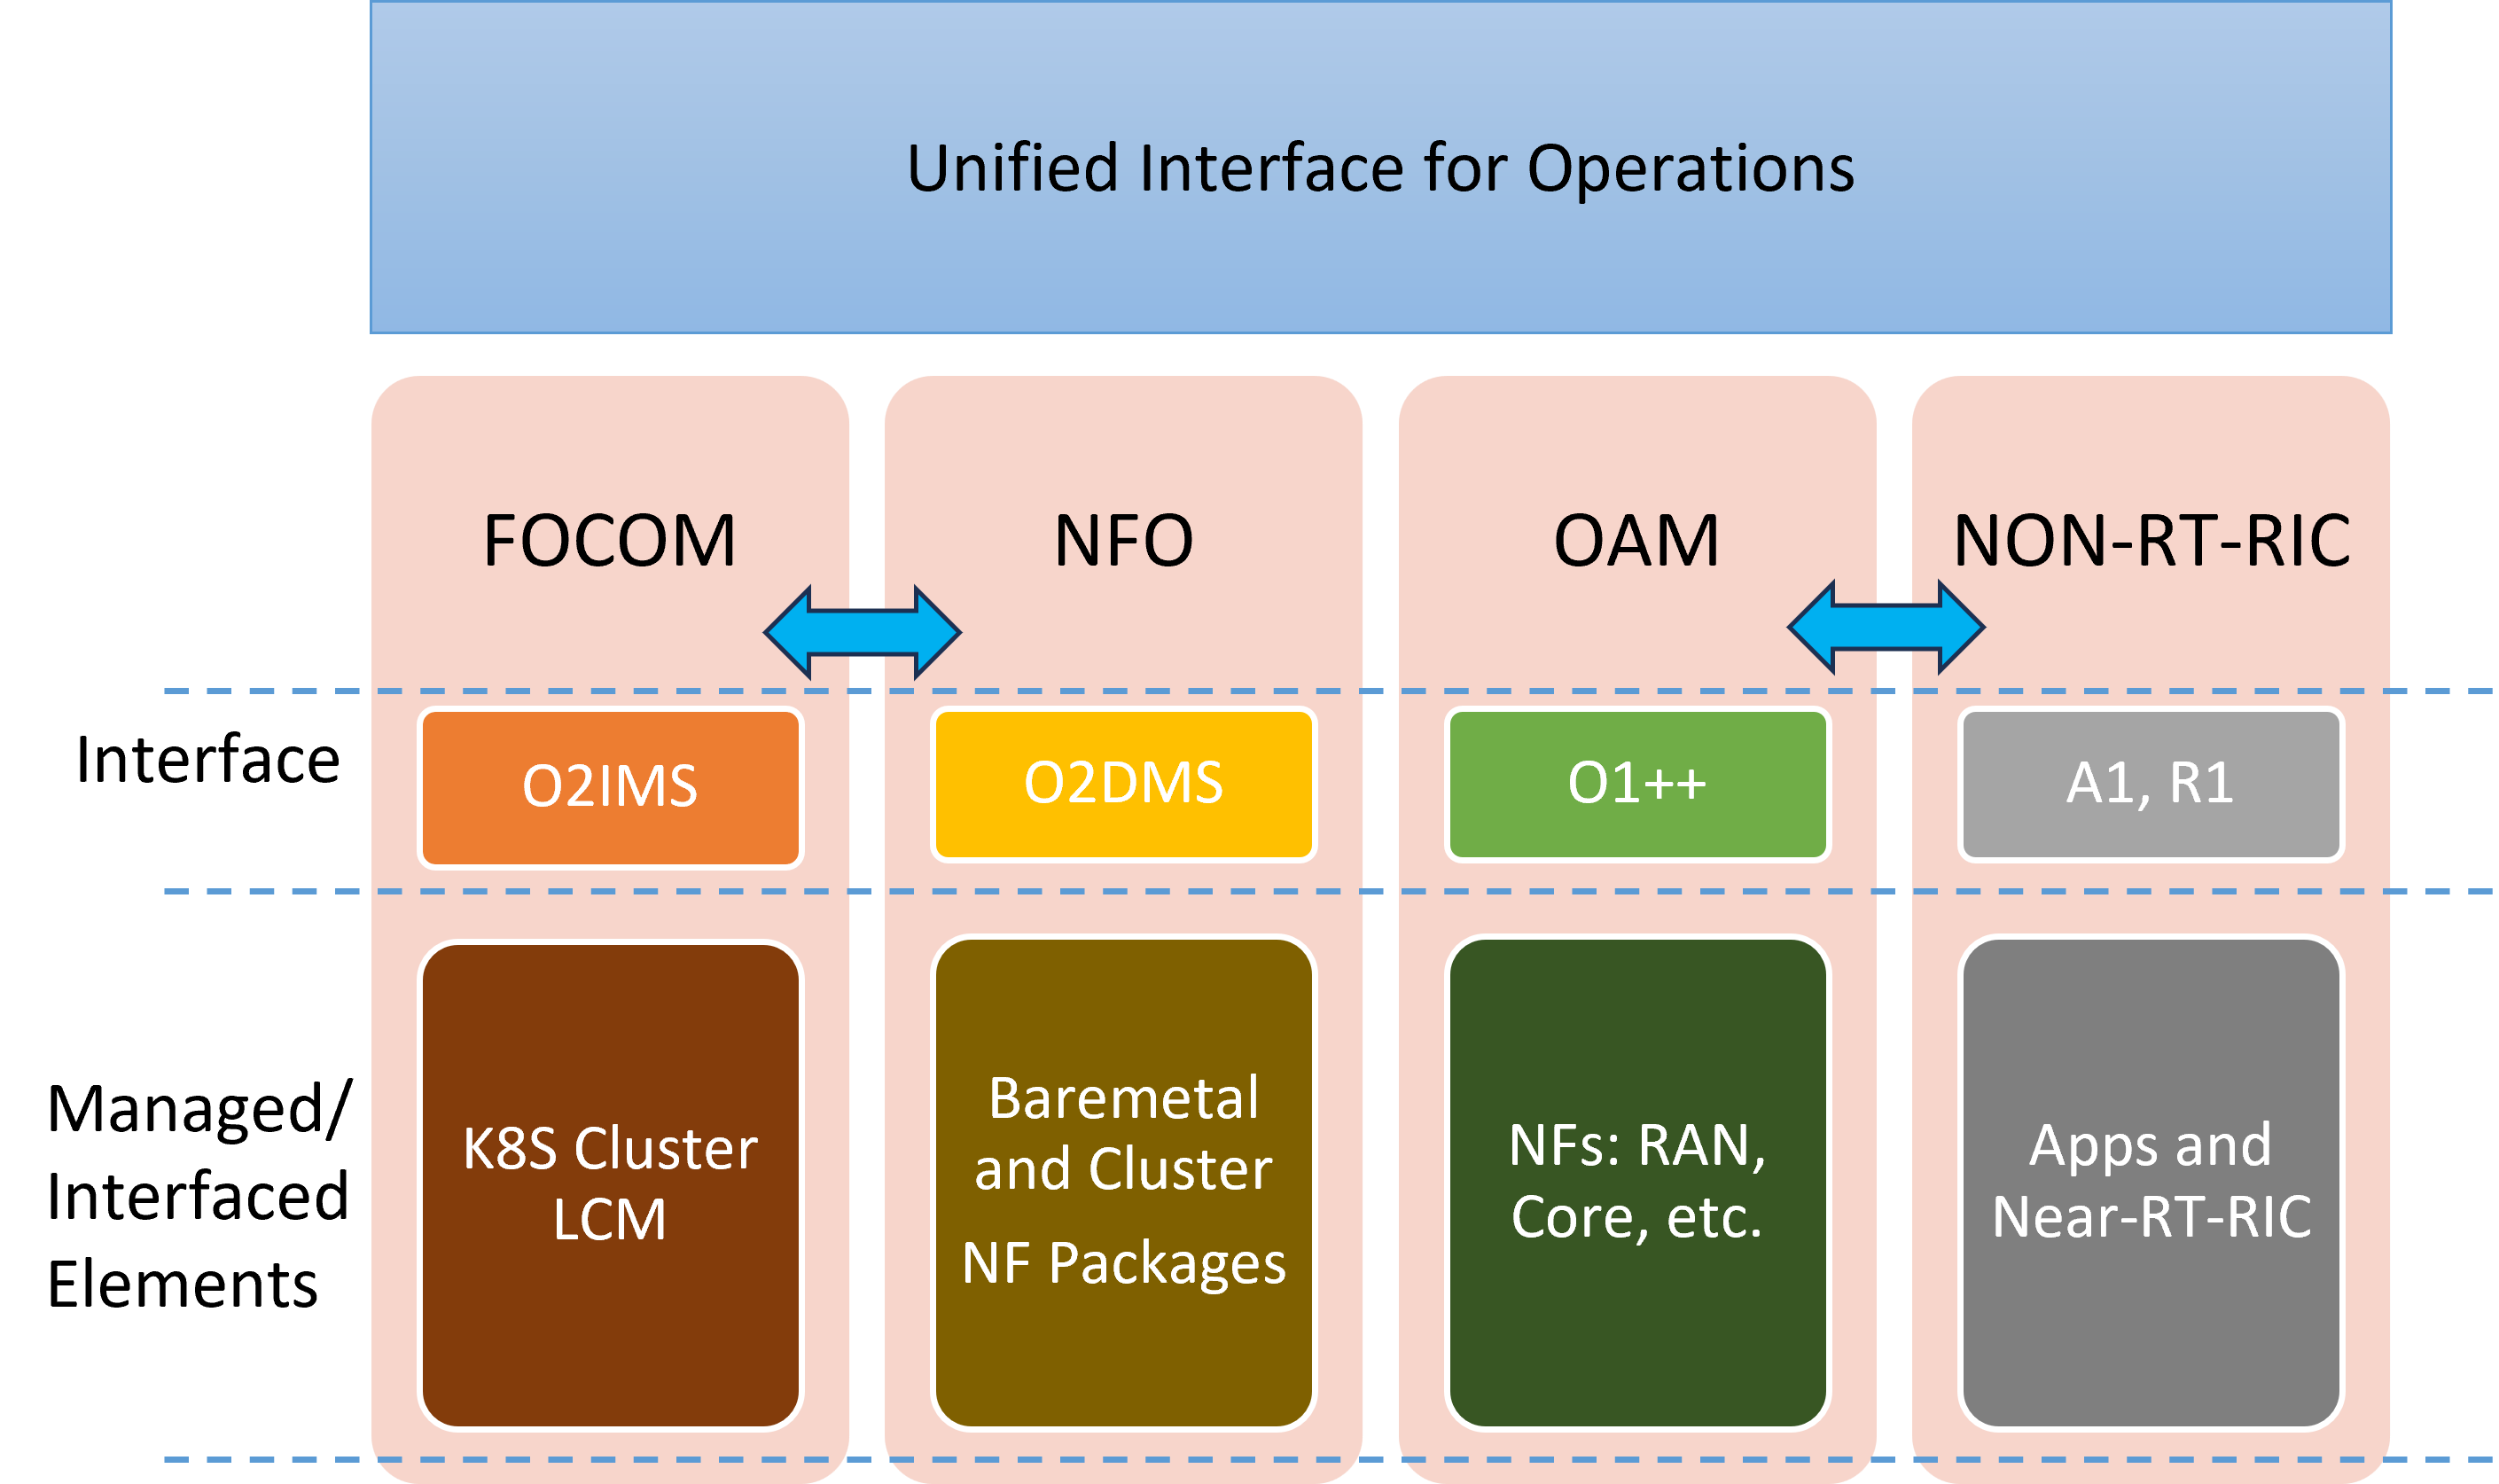 Unified Interface for Operations
FOCOM
NFO
OAM
NON-RT-RIC
Interface
O2IMS
O2DMS
O1++
A1, R1
Managed/
Interfaced
Elements
K8S Cluster
LCM
Baremetal
and Cluster
NF Packages
NFs: RAN,
Core, etc.
Apps and
Near-RT-RIC